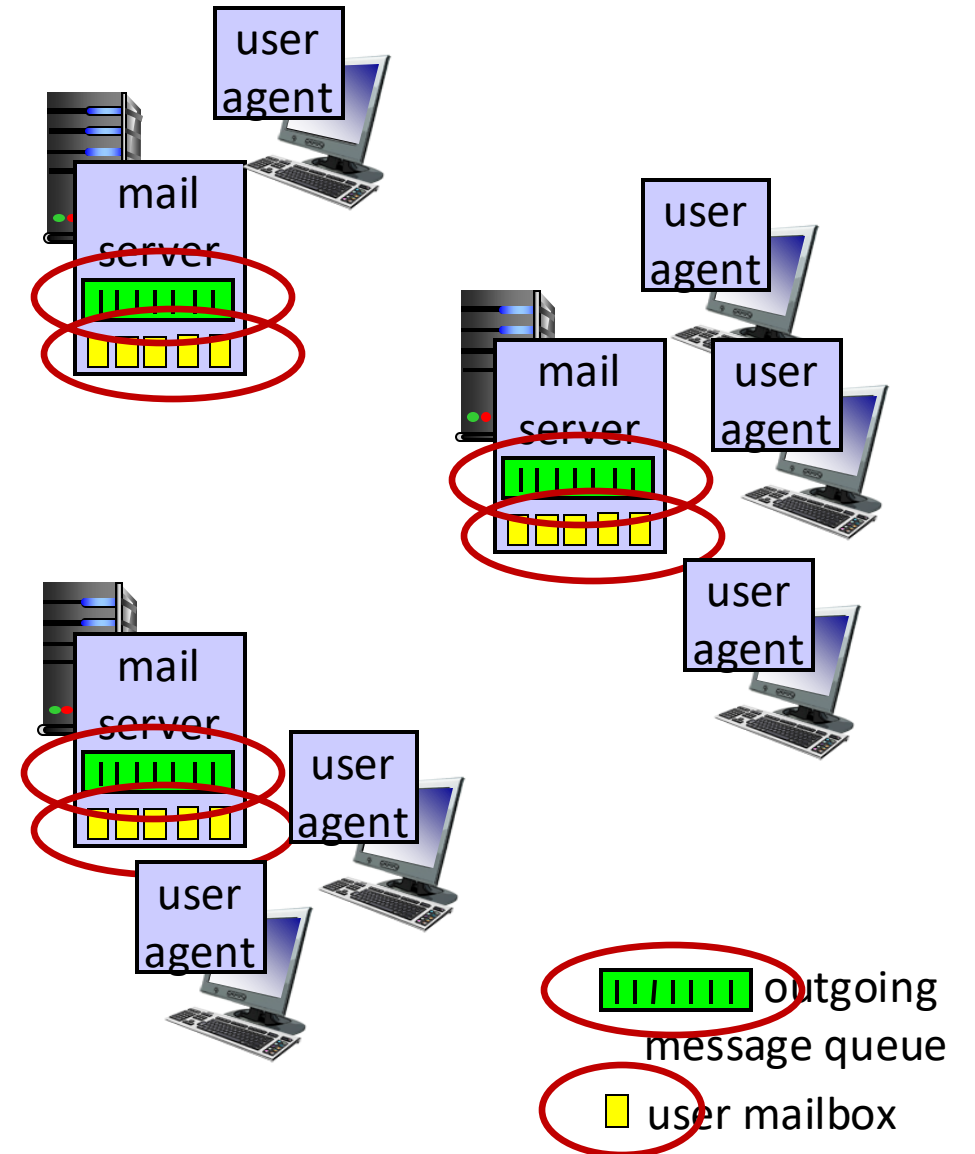 user
agent
mail
server
user
agent
mail
server
user
agent
user
agent
mail
server
user
agent
user
agent
outgoing
message queue
user mailbox